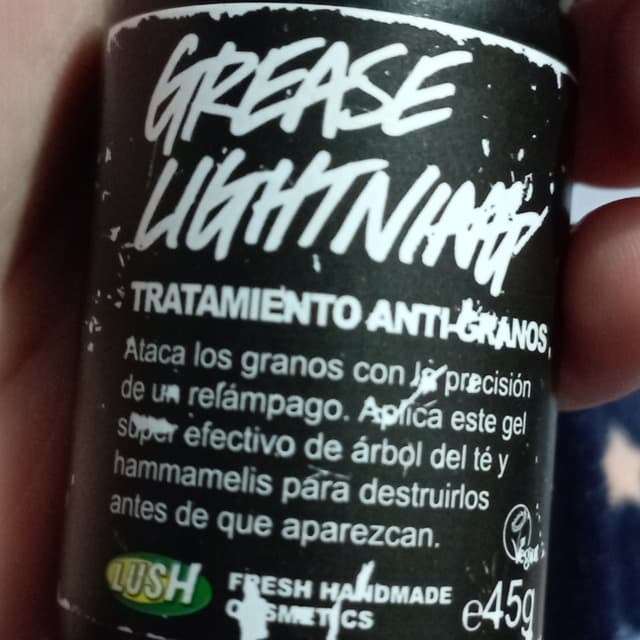 GREASE
LIGHTNING
TRATAMIENTO ANTI-GRANOS.
Ataca los granos con la precisión
de un relámpago. Aplica este gel
súper efectivo de árbol del té y
hammamelis para destruirlos
antes de que aparezcan.
Vegan
LUSH FRESH HANDMADE
COSMETICS
e45g